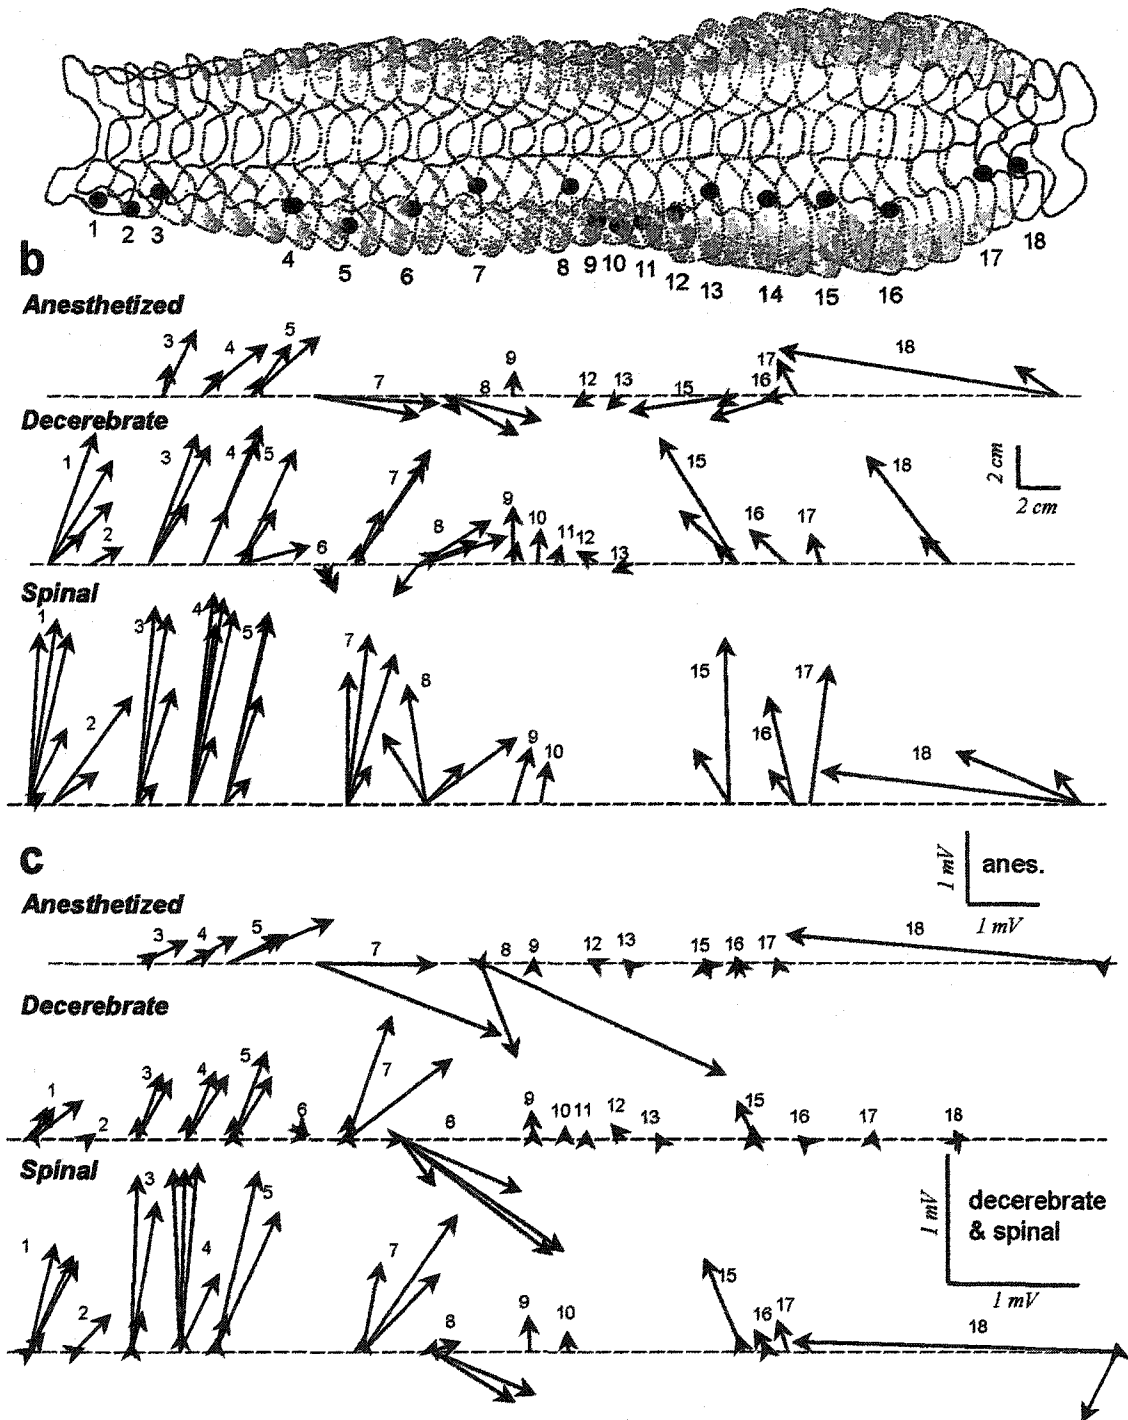 1 2 3 4 5 6 7 8 9 10 11 12 13 14 15 16 17 18
b
Anesthetized
3 4 5 7 8 9 12 13 15 16 17 18
Decerebrate
1 2 3 4 5 6 7 8 9 10 11 12 13 15 16 17 18
2 cm
2 cm
Spinal
1 2 3 4 5 7 8 9 10 15 16 17 18
1 mV
anes.
1 mV
c
Anesthetized
3 4 5 7 8 9 12 13 15 16 17 18
Decerebrate
1 2 3 4 5 6 7 8 9 10 11 12 13 15 16 17 18
Spinal
1 2 3 4 5 7 8 9 10 15 16 17 18
1 mV
decerebrate
& spinal
1 mV